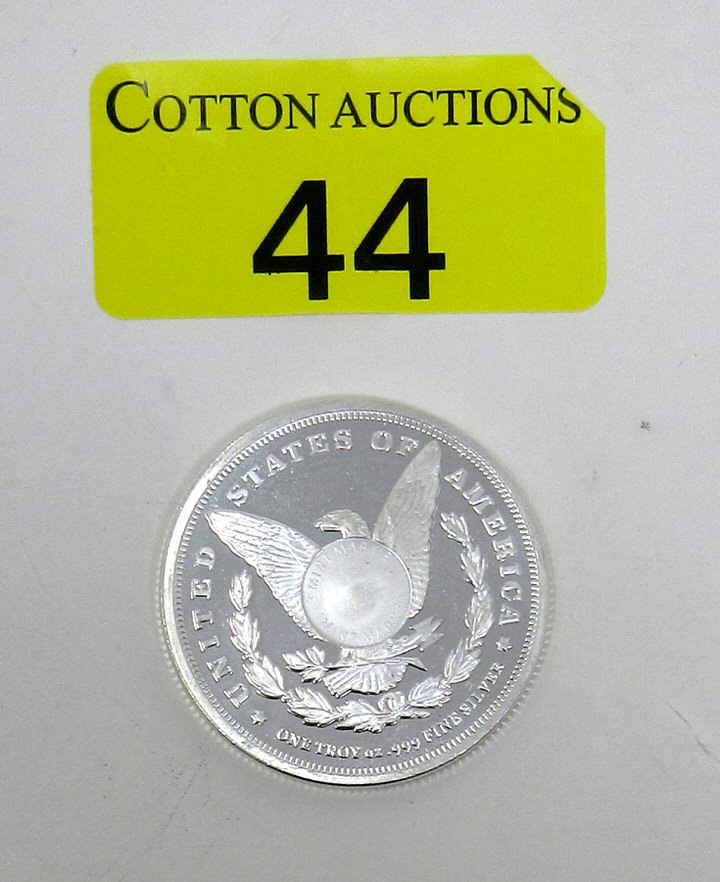 COTTON AUCTIONS
44
UNITED STATES OF AMERICA
ONE TROY oz .999 FINE SILVER